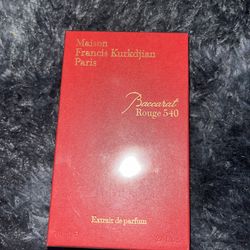 Maison
Francis Kurkdjian
Paris
Baccarat
Rouge 540
Extrait de parfum